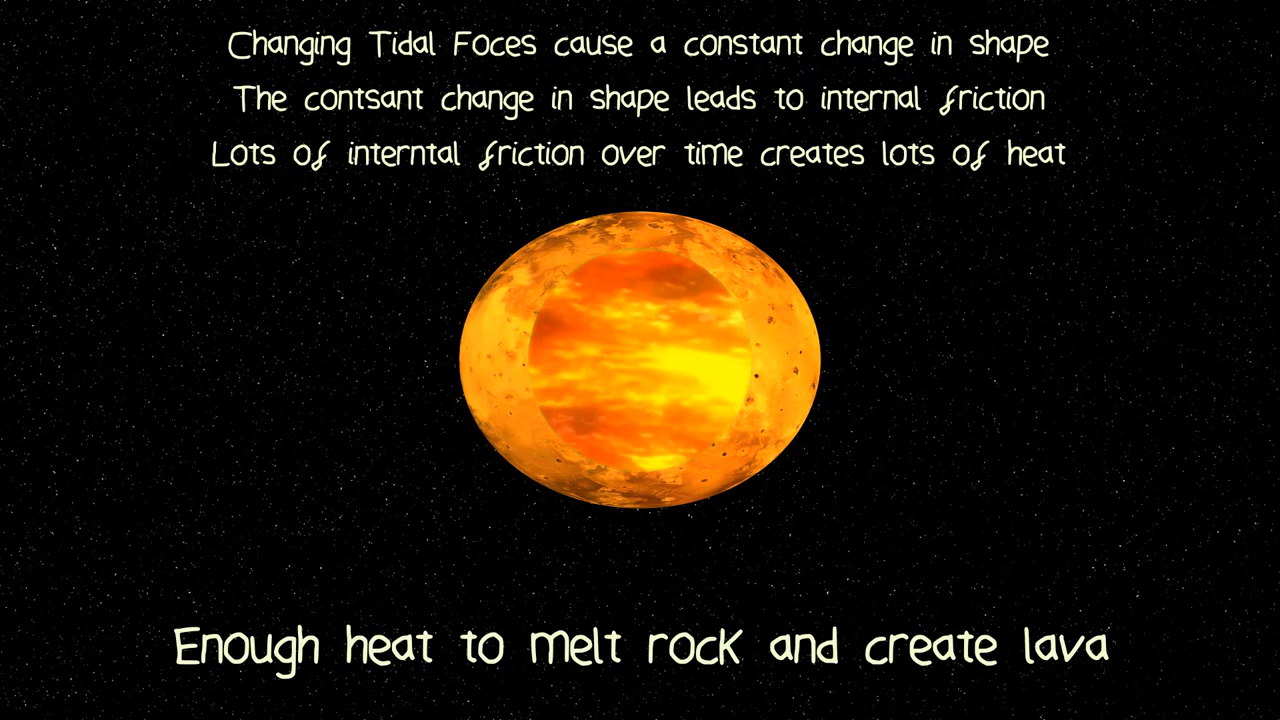 Changing Tidal Foces cause a constant change in shape
The contsant change in shape leads to internal friction
Lots of interntal friction over time creates lots of heat
Enough heat to melt rock and create lava